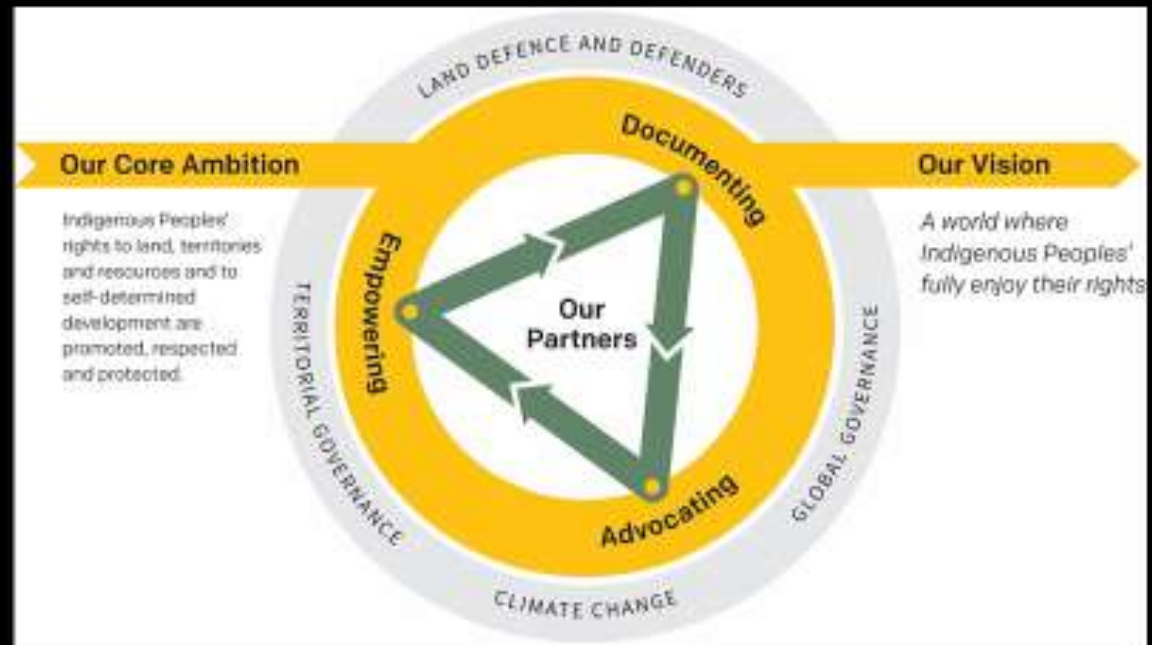 LAND DEFENCE AND DEFENDERS
Documenting
Our Core Ambition
Our Vision
Indigenous Peoples'
rights to land, territories
and resources and to
self-determined
development are
promoted, respected
and protected.
A world where
Indigenous Peoples'
fully enjoy their rights
Empowering
Our
Partners
TERRITORIAL GOVERNANCE
GLOBAL GOVERNANCE
Advocating
CLIMATE CHANGE